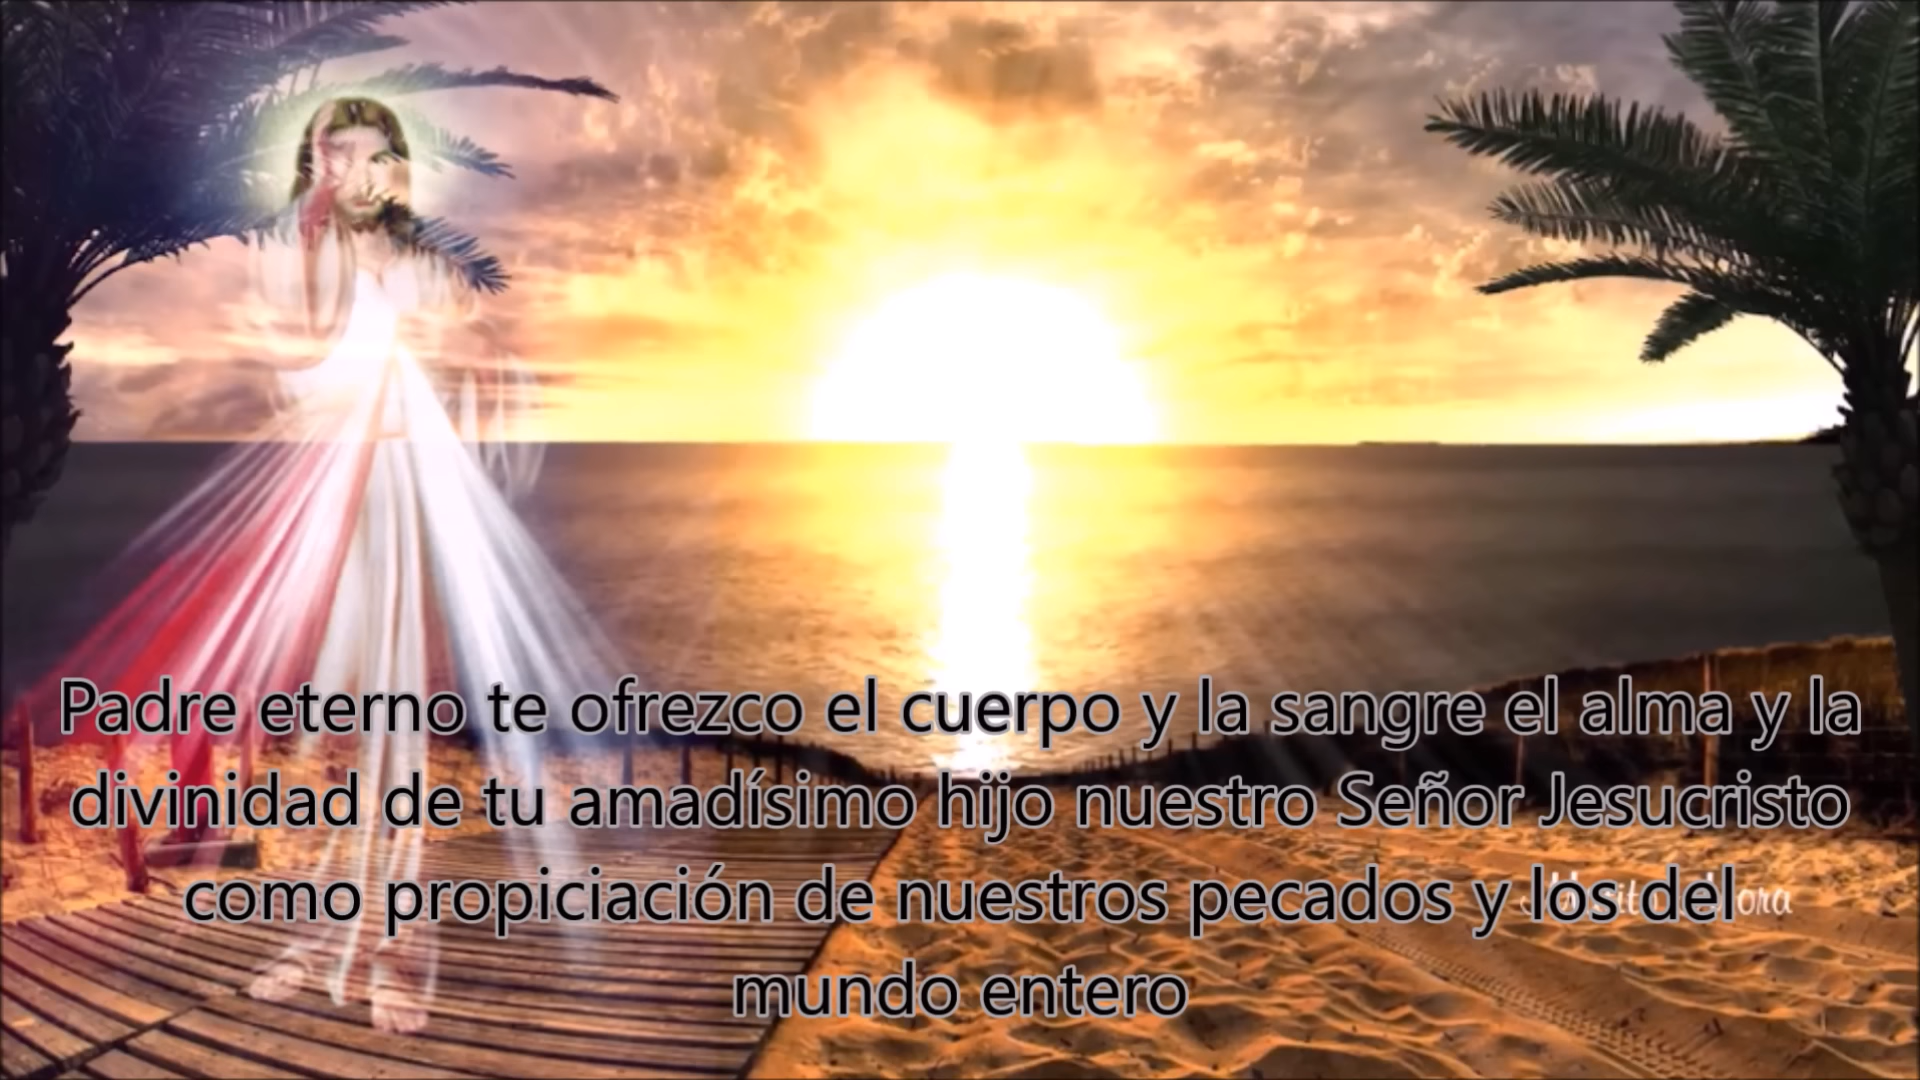 Padre eterno te ofrezco el cuerpo y la sangre el alma y la
divinidad de tu amadísimo hijo nuestro Señor Jesucristo
como propiciación de nuestros pecados y los del
mundo entero